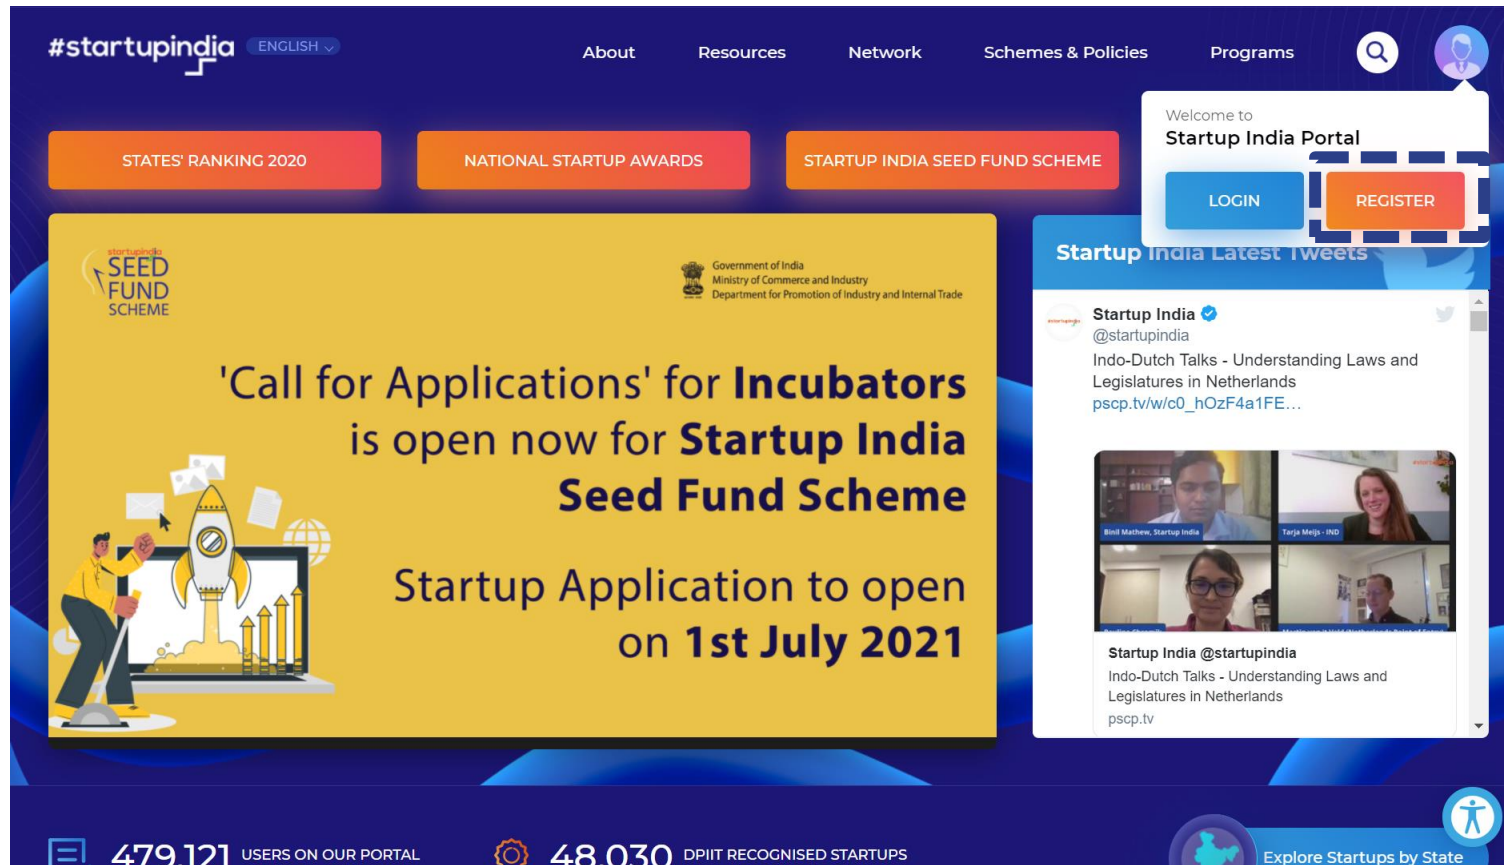 #startupindia
ENGLISH
About
Resources
Network
Schemes & Policies
Programs
Welcome to
Startup India Portal
LOGIN
REGISTER
STATES' RANKING 2020
NATIONAL STARTUP AWARDS
STARTUP INDIA SEED FUND SCHEME
startupindia
SEED
FUND
SCHEME
Government of India
Ministry of Commerce and Industry
Department for Promotion of Industry and Internal Trade
'Call for Applications' for Incubators
is open now for Startup India
Seed Fund Scheme
Startup Application to open
on 1st July 2021
Startup India Latest Tweets
Startup India
@startupindia
Indo-Dutch Talks - Understanding Laws and
Legislatures in Netherlands
pscp.tv/w/c0_hOzF4a1FE…
Binil Mathew, Startup India
Tarja Meijs - IND
Startup India @startupindia
Indo-Dutch Talks - Understanding Laws and
Legislatures in Netherlands
pscp.tv
479,121 USERS ON OUR PORTAL
48,030 DPIIT RECOGNISED STARTUPS
Explore Startups by State